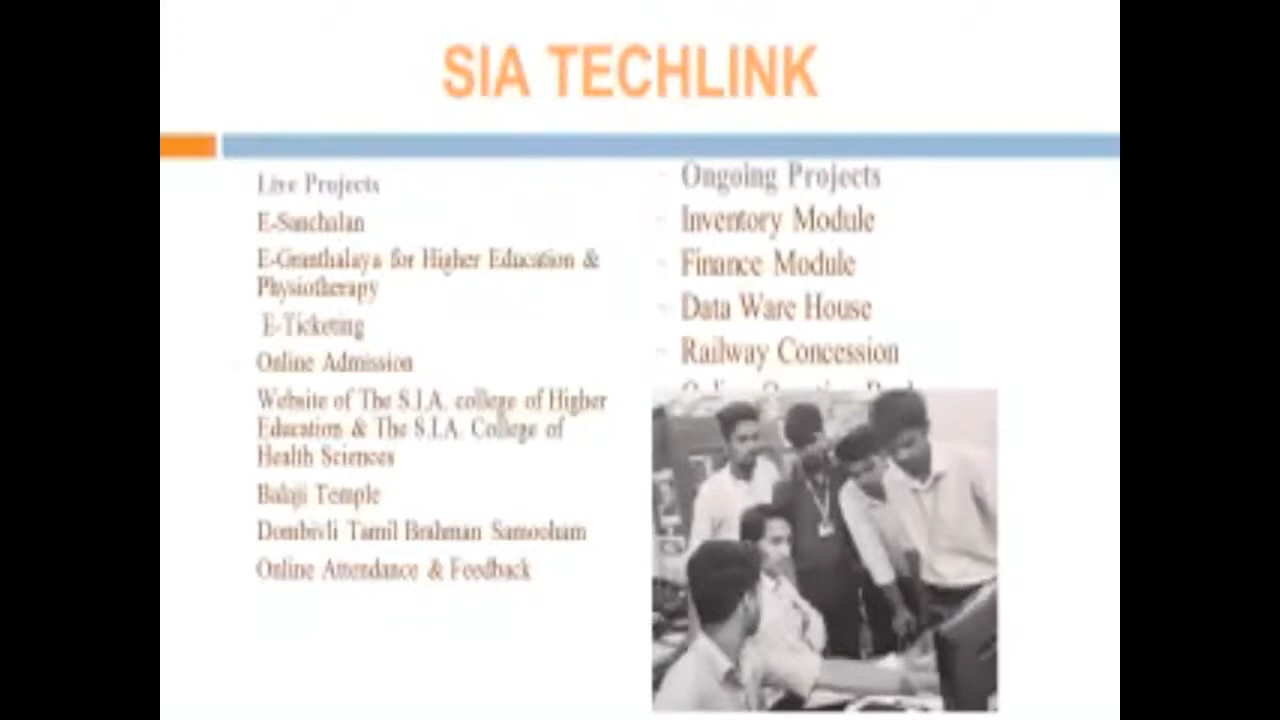 SIA TECHLINK
Live Projects
E-Sanchalan
E-Granthalaya for Higher Education &
Physiotherapy
E-Ticketing
Online Admission
Website of The S.I.A. college of Higher
Education & The S.I.A. College of
Health Sciences
Balaji Temple
Dombivli Tamil Brahman Samooham
Online Attendance & Feedback
Ongoing Projects
Inventory Module
Finance Module
Data Ware House
Railway Concession